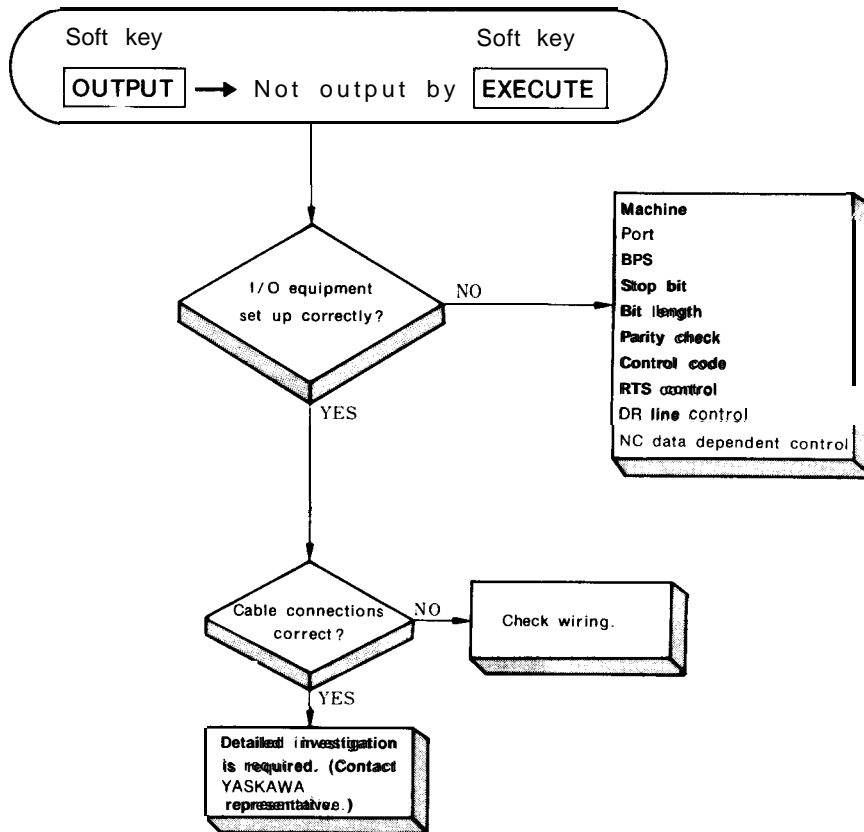 Soft key Soft key
OUTPUT → Not output by EXECUTE
I/O equipment
set up correctly?
NO
YES
Machine
Port
BPS
Stop bit
Bit length
Parity check
Control code
RTS control
DR line control
NC data dependent control
Cable connections
correct?
NO
YES
Check wiring.
Detailed investigation
is required. (Contact
YASKAWA
representative.)